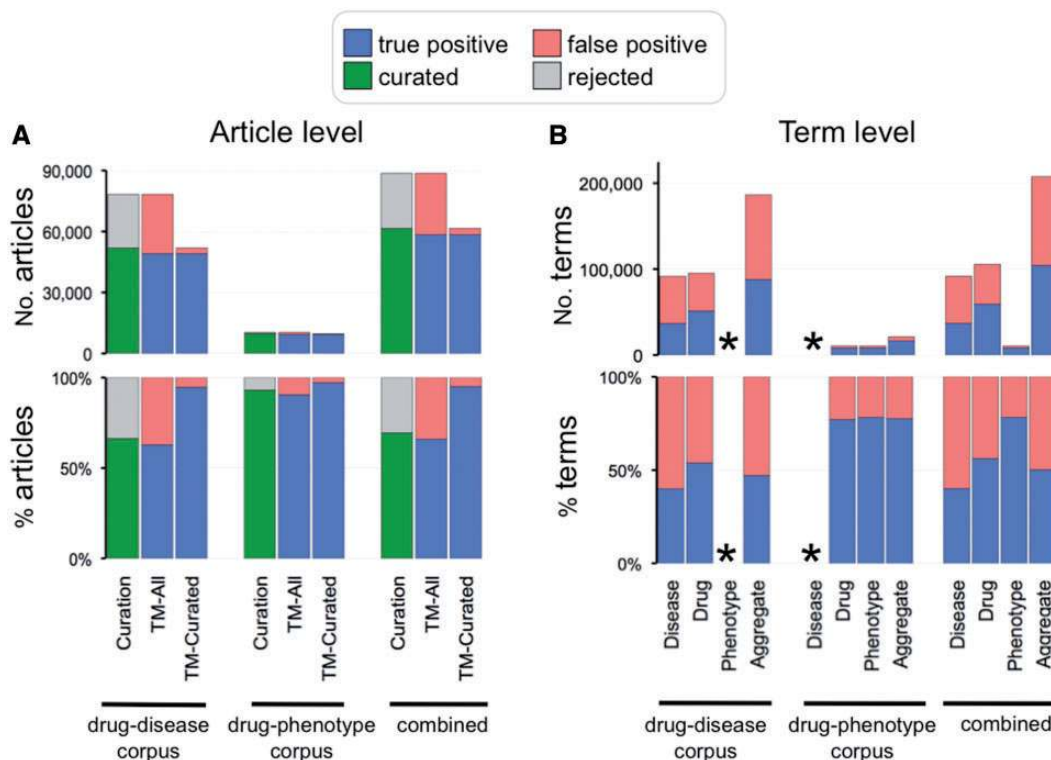 true positive
false positive
curated
rejected
A
Article level
90,000
60,000
30,000
0
No. articles
100%
50%
0%
% articles
Curation
TM-All
TM-Curated
Curation
TM-All
TM-Curated
Curation
TM-All
TM-Curated
drug-disease
corpus
drug-phenotype
corpus
combined
B
Term level
200,000
100,000
0
No. terms
*
*
100%
50%
0%
% terms
*
*
Disease
Drug
Phenotype
Aggregate
Disease
Drug
Phenotype
Aggregate
Disease
Drug
Phenotype
Aggregate
drug-disease
corpus
drug-phenotype
corpus
combined